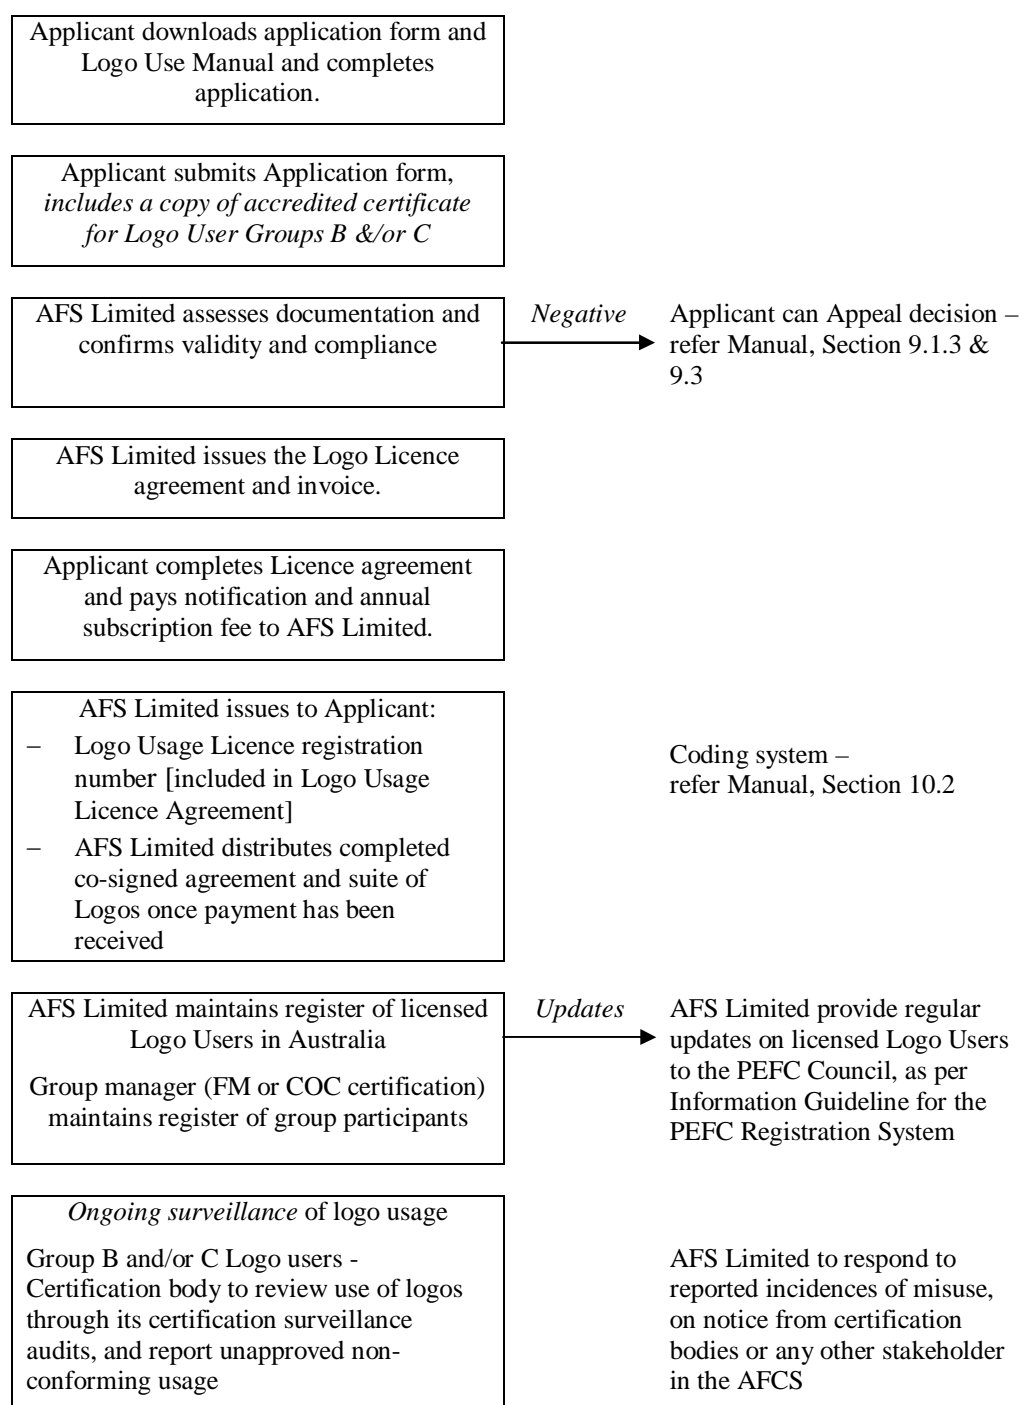 Applicant downloads application form and
Logo Use Manual and completes
application.
Applicant submits Application form,
includes a copy of accredited certificate
for Logo User Groups B &/or C
AFS Limited assesses documentation and
confirms validity and compliance
Negative
Applicant can Appeal decision –
refer Manual, Section 9.1.3 &
9.3
AFS Limited issues the Logo Licence
agreement and invoice.
Applicant completes Licence agreement
and pays notification and annual
subscription fee to AFS Limited.
AFS Limited issues to Applicant:
– Logo Usage Licence registration
number [included in Logo Usage
Licence Agreement]
– AFS Limited distributes completed
co-signed agreement and suite of
Logos once payment has been
received
Coding system –
refer Manual, Section 10.2
AFS Limited maintains register of licensed
Logo Users in Australia
Group manager (FM or COC certification)
maintains register of group participants
Updates
AFS Limited provide regular
updates on licensed Logo Users
to the PEFC Council, as per
Information Guideline for the
PEFC Registration System
Ongoing surveillance of logo usage
Group B and/or C Logo users -
Certification body to review use of logos
through its certification surveillance
audits, and report unapproved non-
conforming usage
AFS Limited to respond to
reported incidences of misuse,
on notice from certification
bodies or any other stakeholder
in the AFCS